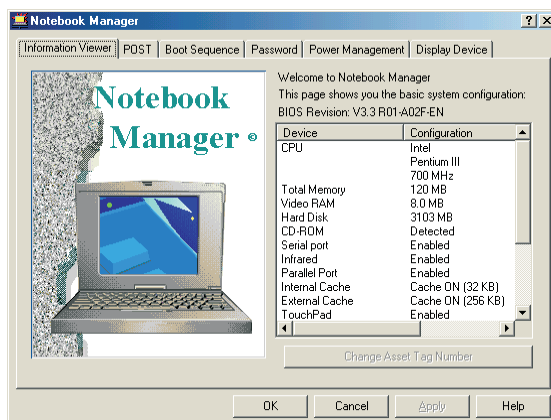 Notebook Manager
Information Viewer POST Boot Sequence Password Power Management Display Device
Notebook
Manager ©
Welcome to Notebook Manager
This page shows you the basic system configuration:
BIOS Revision: V3.3 R01-A02F-EN
Device Configuration
CPU Intel
Pentium III
700 MHz
Total Memory 120 MB
Video RAM 8.0 MB
Hard Disk 3103 MB
CD-ROM Detected
Serial port Enabled
Infrared Enabled
Parallel Port Enabled
Internal Cache Cache ON (32 KB)
External Cache Cache ON (256 KB)
TouchPad Enabled
Change Asset Tag Number
OK Cancel Apply Help